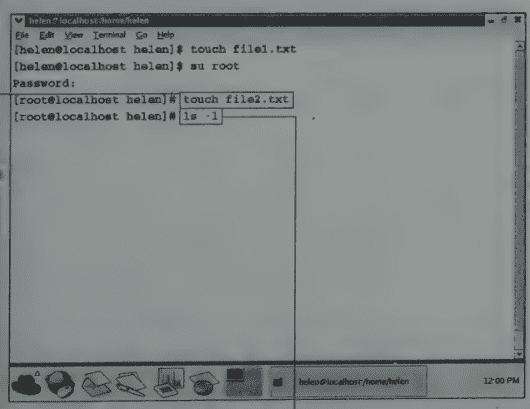 helen@localhost:/home/helen
File Edit View Terminal Go Help
[helen@localhost helen]$ touch file1.txt
[helen@localhost helen]$ su root
Password:
[root@localhost helen]# touch file2.txt
[root@localhost helen]# ls -l
helen@localhost:/home/helen
12:00 PM